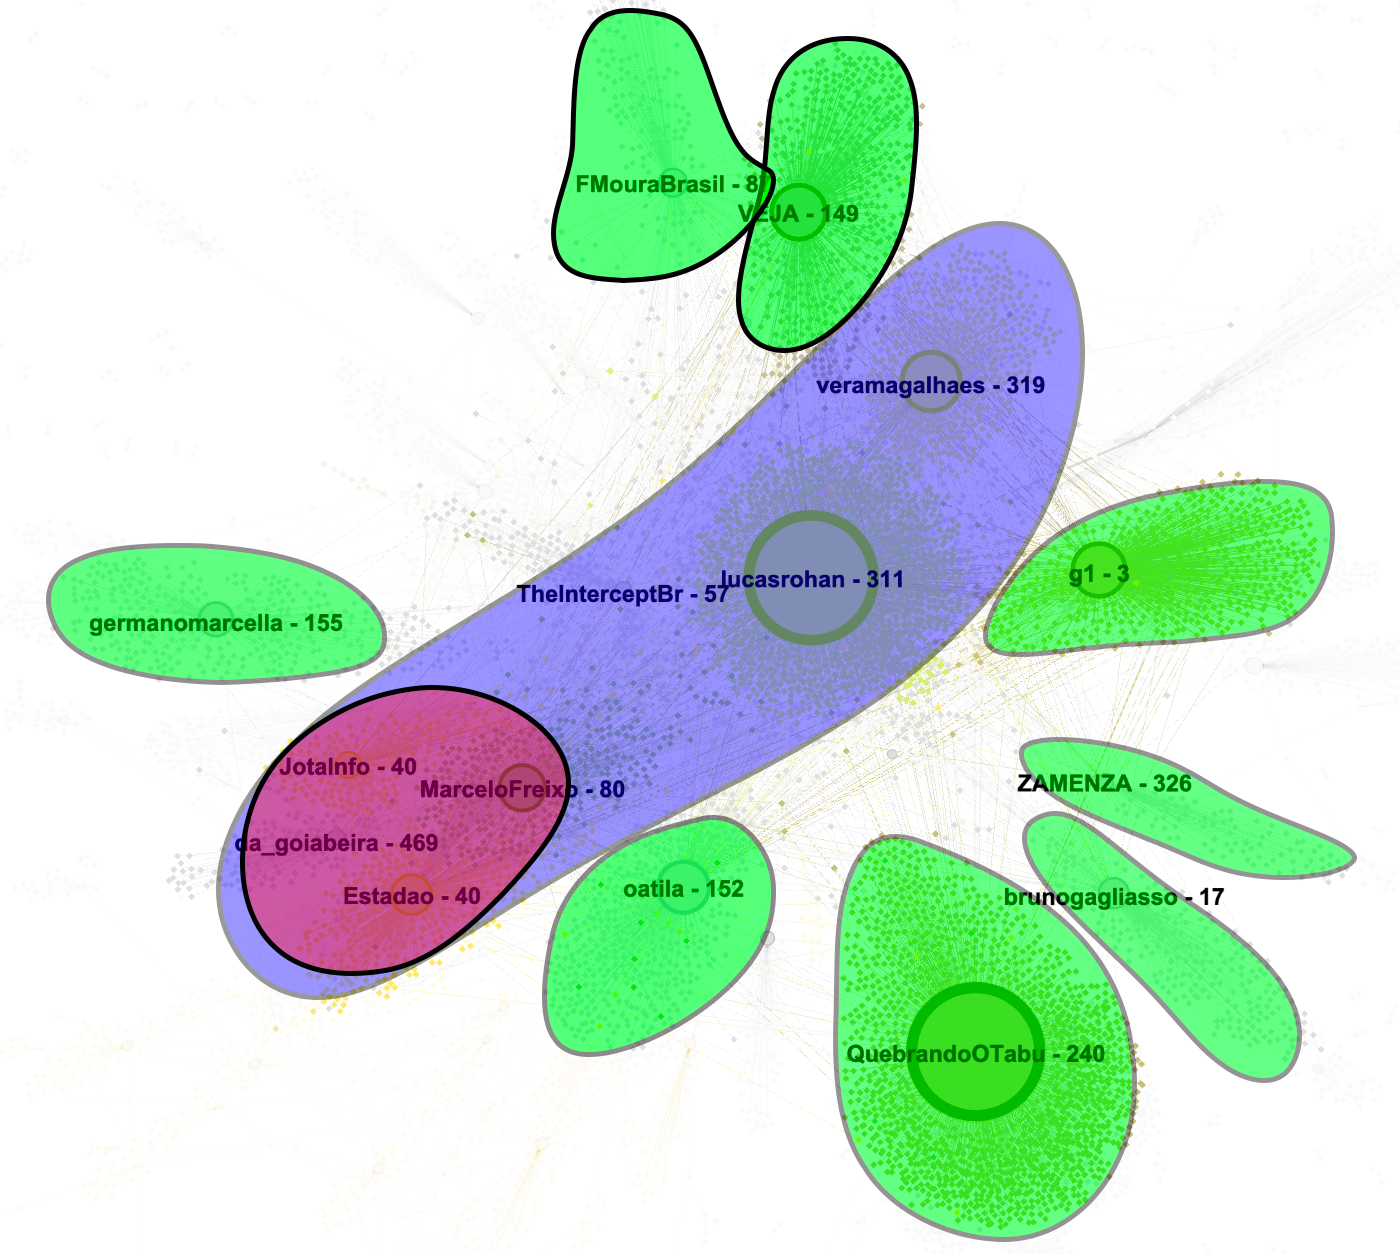 FMouraBrasil - 87
VEJA - 149
veramagalhaes - 319
g1 - 3
lucasrohan - 311
TheInterceptBr - 57
germanomarcella - 155
JotaInfo - 40
MarceloFreixo - 80
ZAMENZA - 326
da_goiabeira - 469
oatila - 152
Estadao - 40
brunogagliasso - 17
QuebrandoOTabu - 240